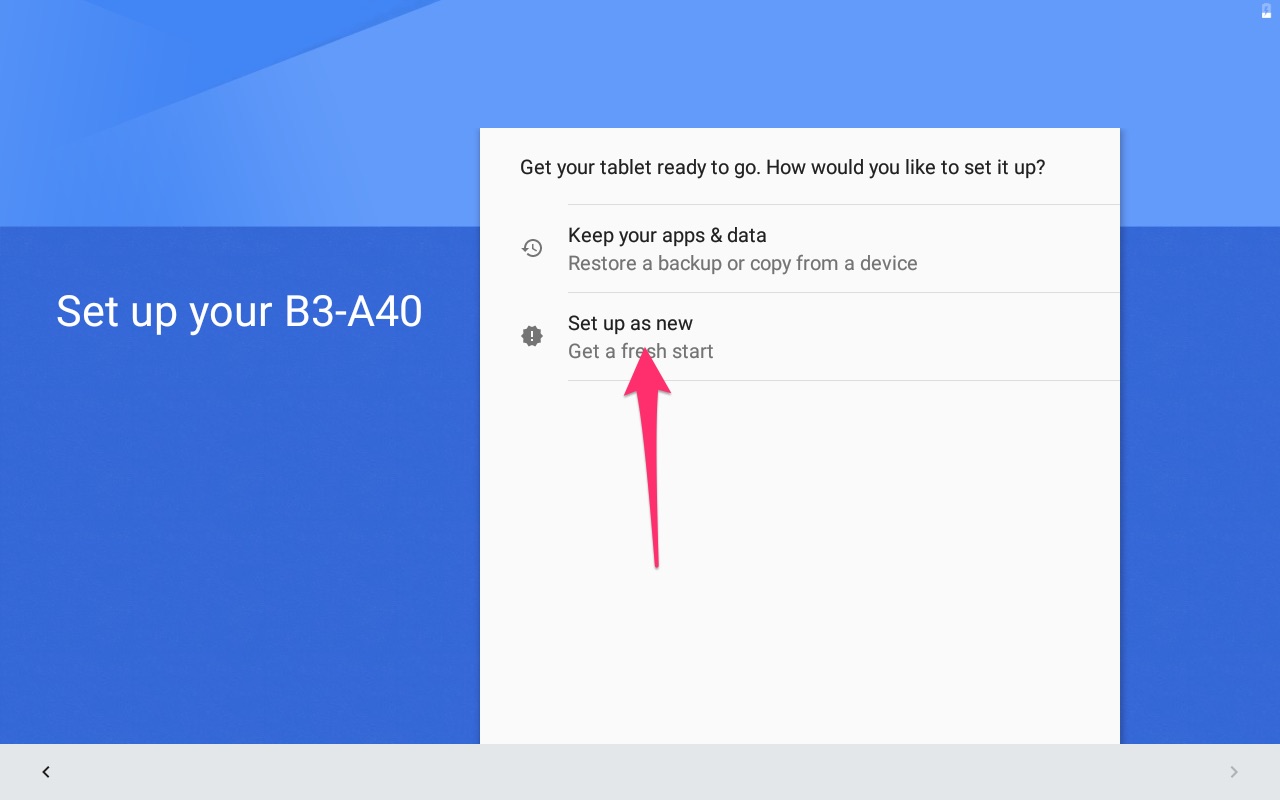 Get your tablet ready to go. How would you like to set it up?
Keep your apps & data
Restore a backup or copy from a device
Set up your B3-A40
Set up as new
Get a fresh start